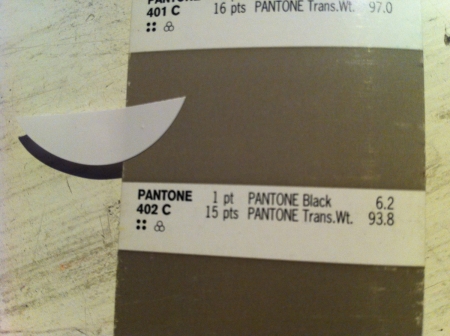 PANTONE
401 C 16 pts PANTONE Trans.Wt. 97.0
PANTONE 1 pt PANTONE Black 6.2
402 C 15 pts PANTONE Trans.Wt. 93.8